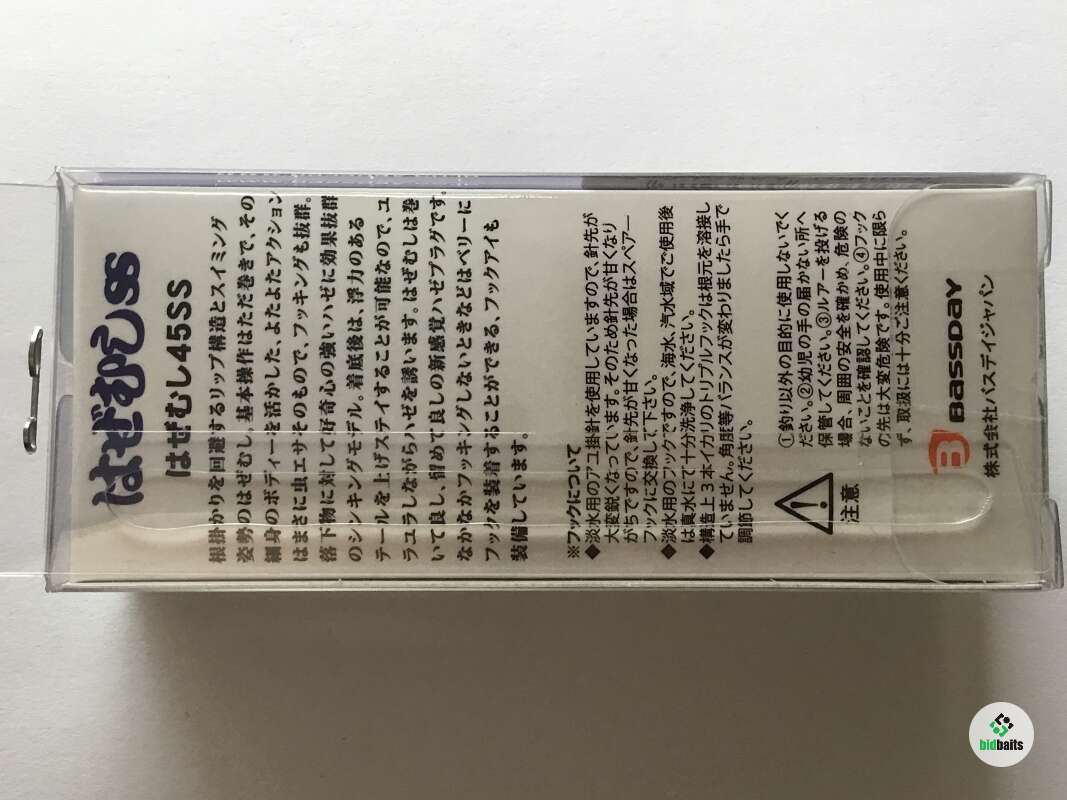 はぜむしSS
はぜむし45SS
根掛かりを回避するリップ構造とスイミング
姿勢のはぜむし。基本操作はただ巻きで、その
細身のボディーを活かした、よたよたアクション
はまさに虫エサそのもので、フッキングも抜群。
落下物に対して好奇心の強いハゼに効果抜群
のシンキングモデル。着底後は、浮力のある
テールを上げステイすることが可能なので、ユ
ラユラしながらハゼを誘います。はぜむしは巻
いて良し、留めて良しの新感覚ハゼプラグです。
なかなかフッキングしないときなどはベリーに
フックを装着することができる、フックアイも
装備しています。
※フックについて
◆淡水用のアユ掛針を使用していますので、針先が
大変鋭くなっています。そのため針先が甘くなり
がちですので、針先が甘くなった場合はスペアー
フックに交換して下さい。
◆淡水用のフックですので、海水、汽水域でご使用後
は真水にて十分洗浄してください。
◆構造上3本イカリのトリプルフックは根元を溶接し
ていません。角度等バランスが変わりましたら手で
調節してください。
注意
①釣り以外の目的に使用しないでく
ださい。②幼児の手の届かない所へ
保管してください。③ルアーを投げる
場合、周囲の安全を確かめ、危険の
ないことを確認してください。④フック
の先は大変危険です。使用中に限ら
ず、取扱には十分ご注意ください。
BASSDAY
株式会社バスデイジャパン
bidbaits